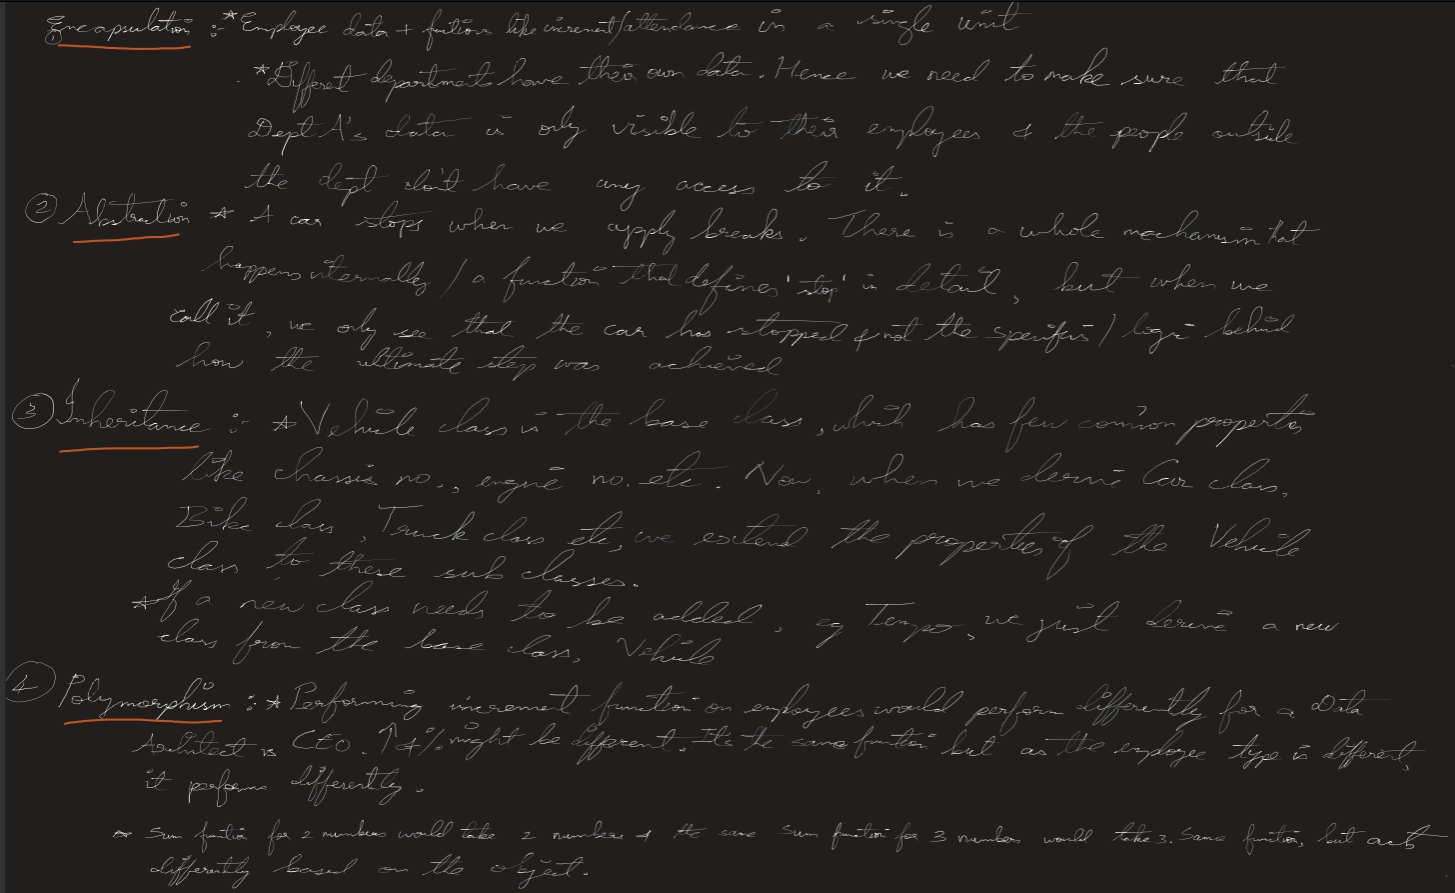 ① Encapsulation :- * Employee data + functions like increment/attendance in a single unit
* Different departments have their own data. Hence we need to make sure that
Dept A's data is only visible to their employees & the people outside
the dept don't have any access to it.
② Abstraction * A car stops when we apply breaks. There is a whole mechanism that
happens internally / a function that defines 'stop' in detail, but when we
call it, we only see that the car has stopped & not the specifics / logic behind
how the ultimate step was achieved
③ Inheritance :- * Vehicle class is the base class, which has few common properties
like chassis no., engine no. etc. Now, when we derive Car class,
Bike class, Truck class etc, we extend the properties of the Vehicle
class to these sub classes.
* If a new class needs to be added, eg Tempo, we just derive a new
class from the base class, Vehicle
④ Polymorphism :- * Performing increment function on employees would perform differently for a Data
Architect vs CEO. ↑ % might be different. It's the same function but as the employee type is different,
it performs differently.
* Sum function for 2 numbers would take 2 numbers & the same sum function for 3 numbers would take 3. Same function, but acts
differently based on the object.